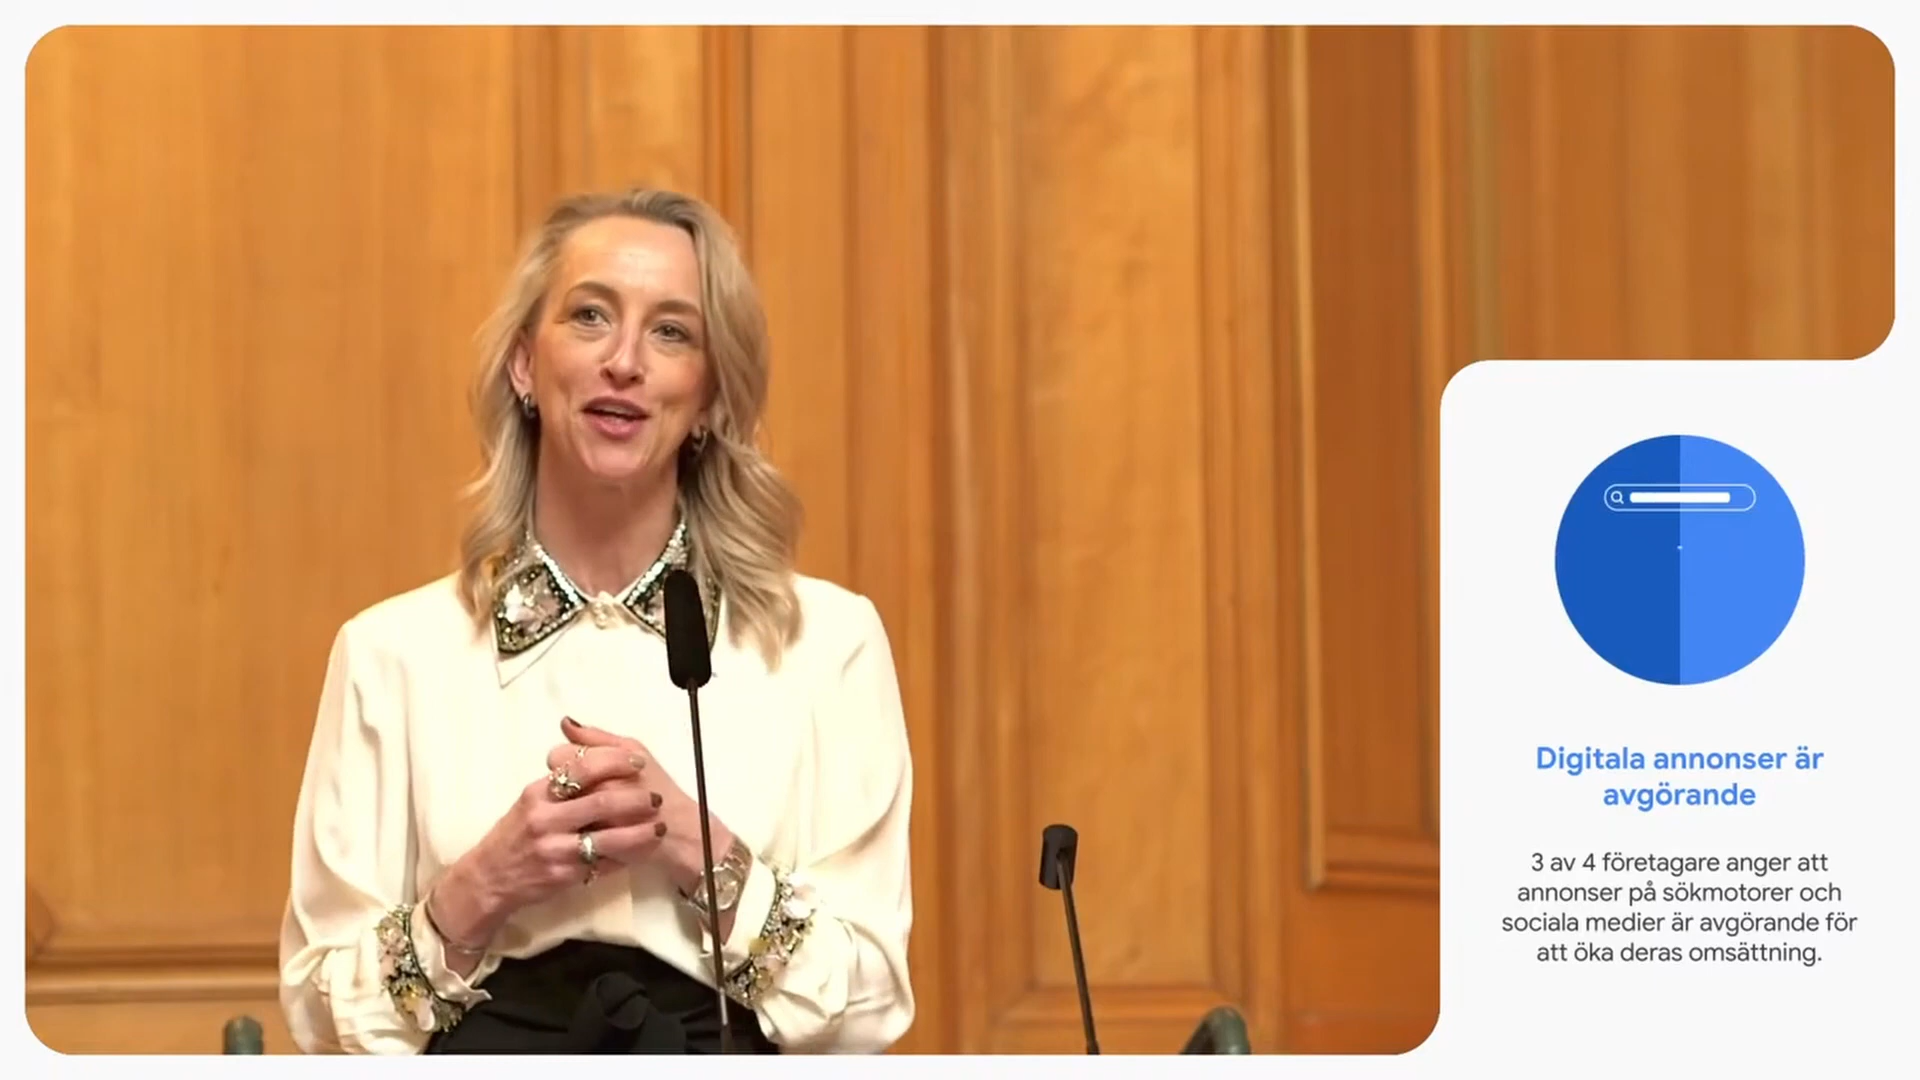 Digitala annonser är
avgörande
3 av 4 företagare anger att
annonser på sökmotorer och
sociala medier är avgörande för
att öka deras omsättning.